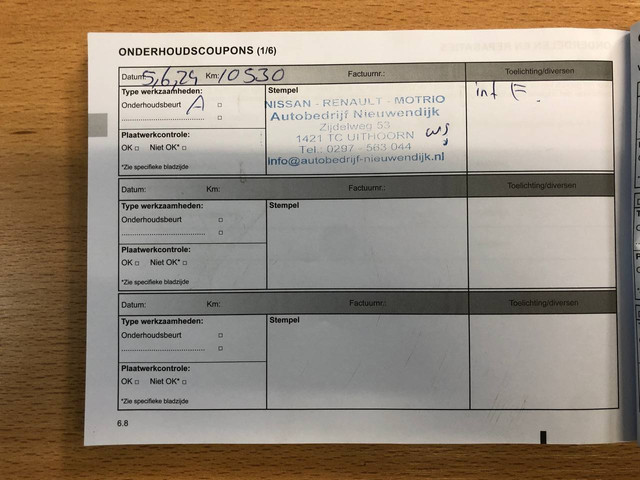 ONDERHOUDSCOUPONS (1/6)
Datum: 5,6,24 Km: 10530 Factuurnr.: Toelichting/diversen
Type werkzaamheden:
Onderhoudsbeurt A
Plaatwerkcontrole:
OK Niet OK*
*Zie specifieke bladzijde
Stempel
NISSAN - RENAULT - MOTRIO
Autobedrijf Nieuwendijk
Zijdelweg 53
1421 TC UITHOORN
Tel.: 0297 - 563 044
info@autobedrijf-nieuwendijk.nl
int E.
Datum: Km: Factuurnr.: Toelichting/diversen
Type werkzaamheden:
Onderhoudsbeurt
Plaatwerkcontrole:
OK Niet OK*
*Zie specifieke bladzijde
Stempel
Datum: Km: Factuurnr.: Toelichting/diversen
Type werkzaamheden:
Onderhoudsbeurt
Plaatwerkcontrole:
OK Niet OK*
*Zie specifieke bladzijde
Stempel
6.8